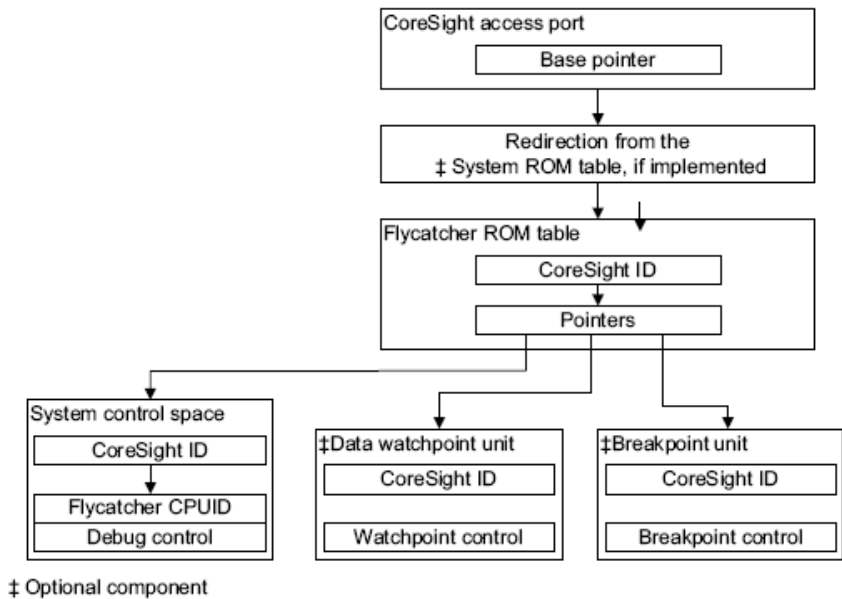 CoreSight access port
Base pointer
Redirection from the
‡ System ROM table, if implemented
Flycatcher ROM table
CoreSight ID
Pointers
System control space
CoreSight ID
Flycatcher CPUID
Debug control
‡Data watchpoint unit
CoreSight ID
Watchpoint control
‡Breakpoint unit
CoreSight ID
Breakpoint control
‡ Optional component